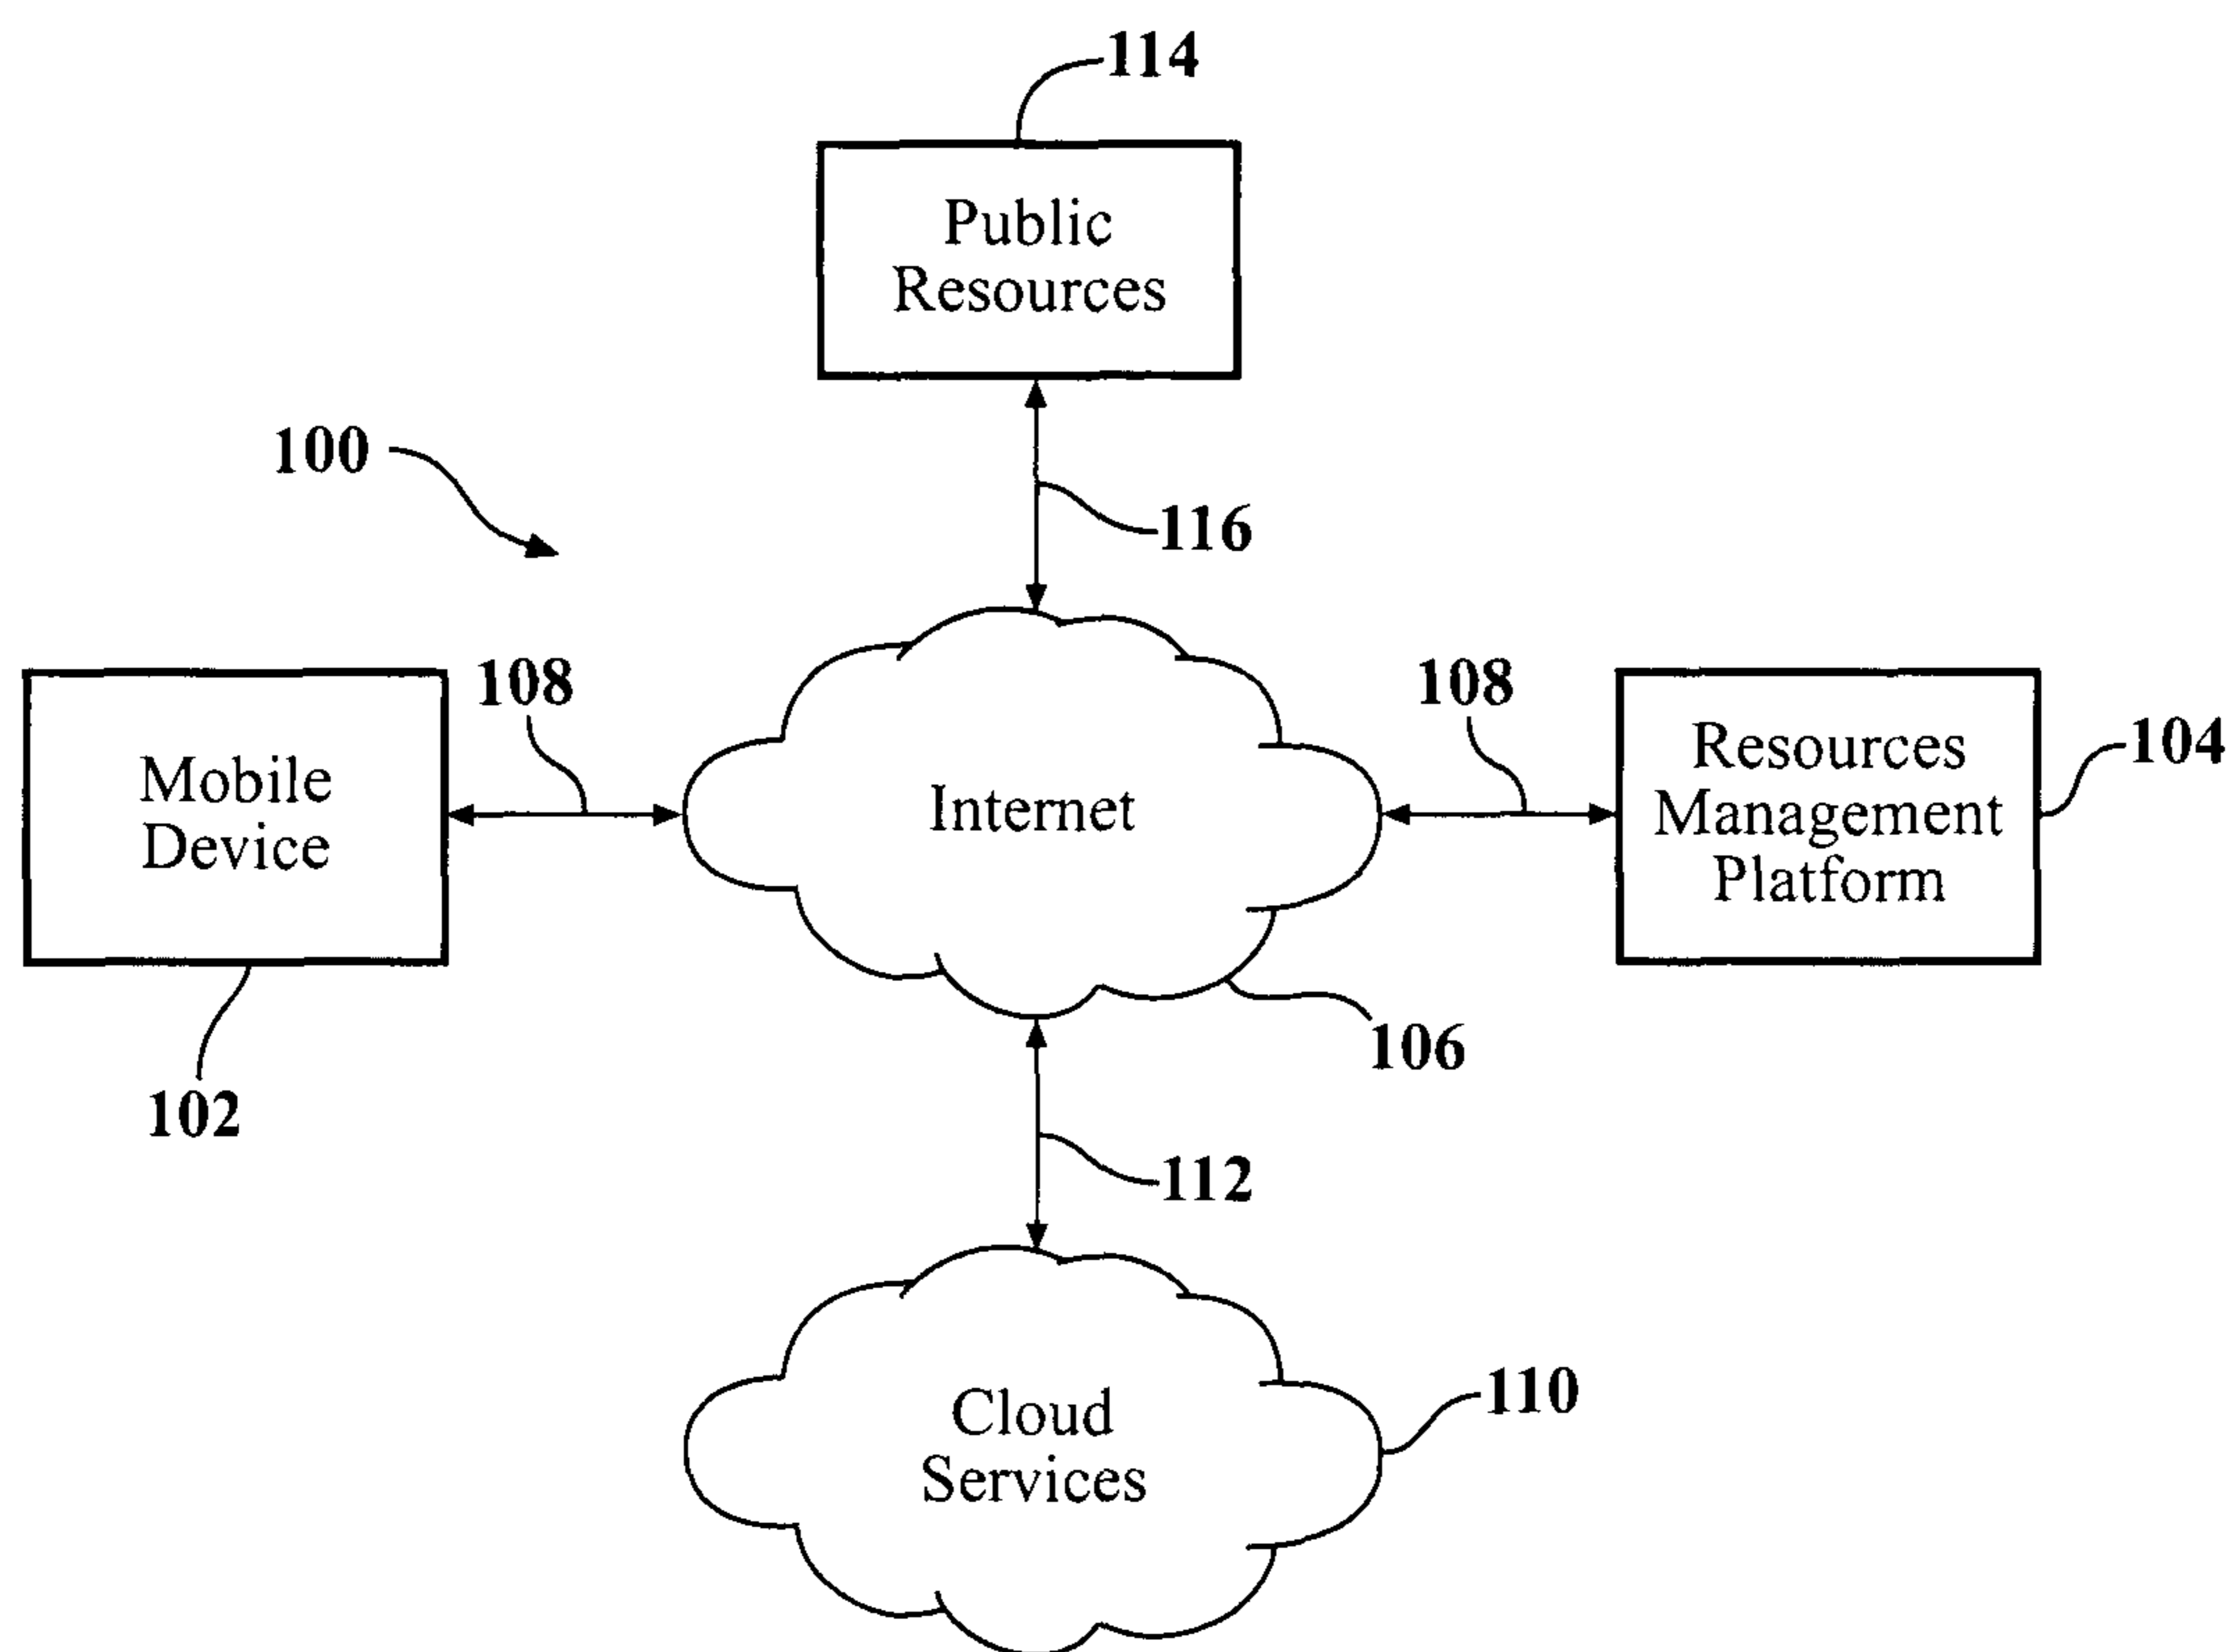 114
Public
Resources
100
116
108
108
Mobile
Device
Internet
Resources
Management
Platform
104
106
102
112
Cloud
Services
110